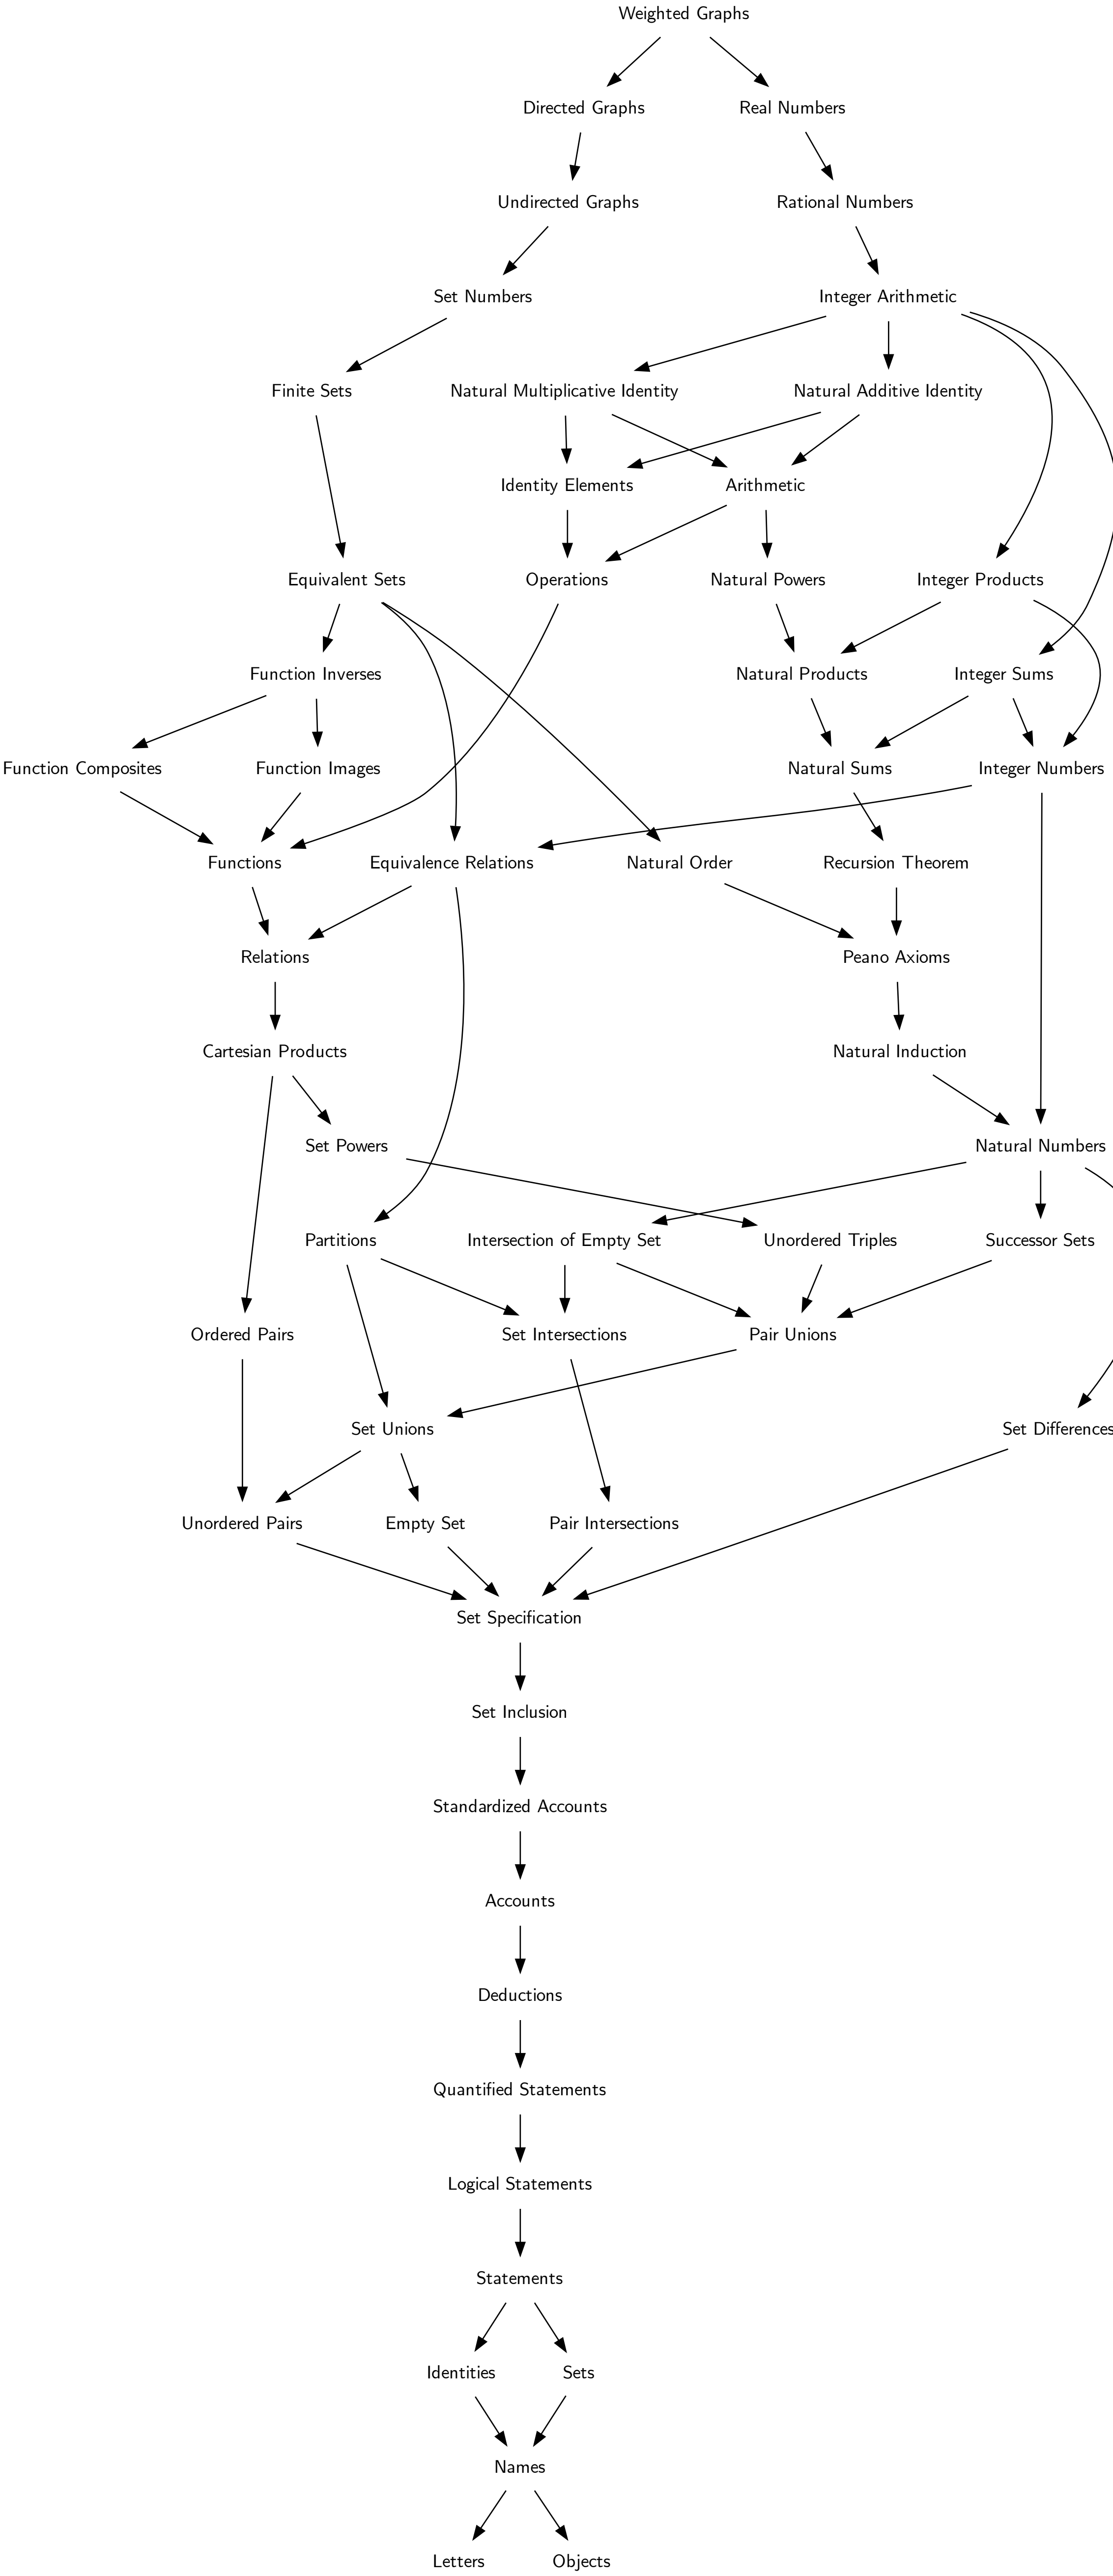 Weighted Graphs
Directed Graphs
Real Numbers
Undirected Graphs
Rational Numbers
Set Numbers
Integer Arithmetic
Finite Sets
Natural Multiplicative Identity
Natural Additive Identity
Identity Elements
Arithmetic
Equivalent Sets
Operations
Natural Powers
Integer Products
Function Inverses
Natural Products
Integer Sums
Function Composites
Function Images
Natural Sums
Integer Numbers
Functions
Equivalence Relations
Natural Order
Recursion Theorem
Relations
Peano Axioms
Cartesian Products
Natural Induction
Set Powers
Natural Numbers
Partitions
Intersection of Empty Set
Unordered Triples
Successor Sets
Ordered Pairs
Set Intersections
Pair Unions
Set Unions
Set Differences
Unordered Pairs
Empty Set
Pair Intersections
Set Specification
Set Inclusion
Standardized Accounts
Accounts
Deductions
Quantified Statements
Logical Statements
Statements
Identities
Sets
Names
Letters
Objects